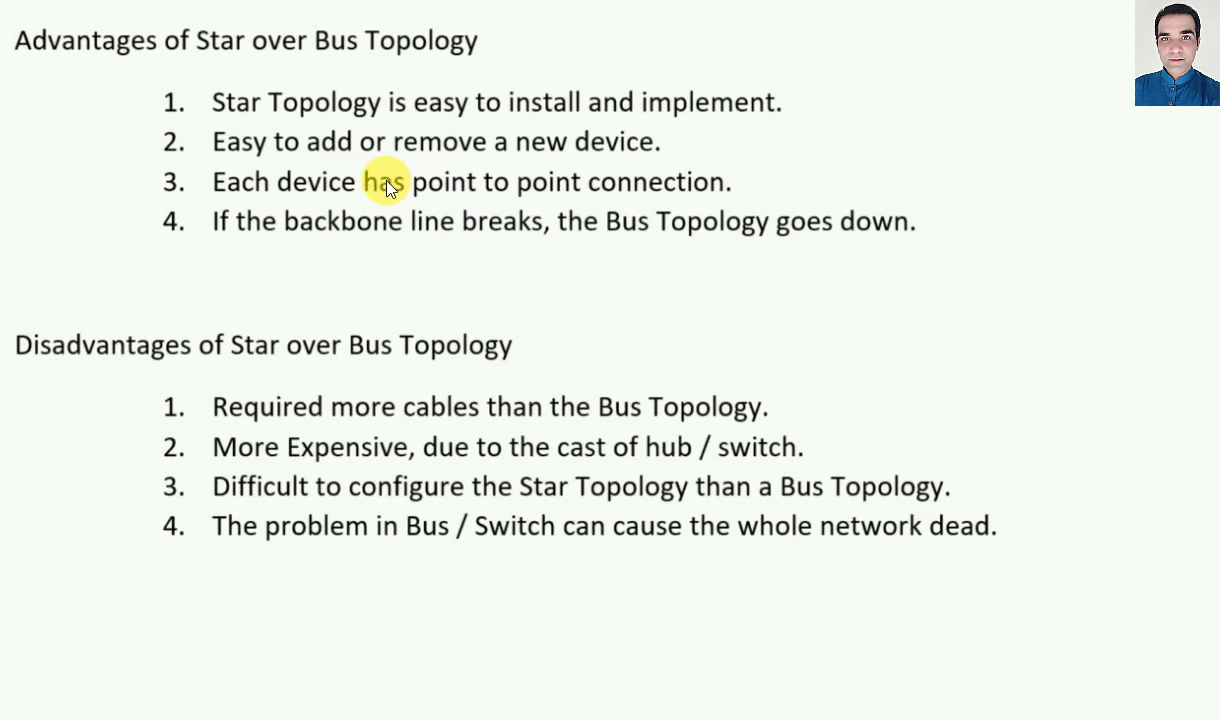 Advantages of Star over Bus Topology
1. Star Topology is easy to install and implement.
2. Easy to add or remove a new device.
3. Each device has point to point connection.
4. If the backbone line breaks, the Bus Topology goes down.
Disadvantages of Star over Bus Topology
1. Required more cables than the Bus Topology.
2. More Expensive, due to the cast of hub / switch.
3. Difficult to configure the Star Topology than a Bus Topology.
4. The problem in Bus / Switch can cause the whole network dead.